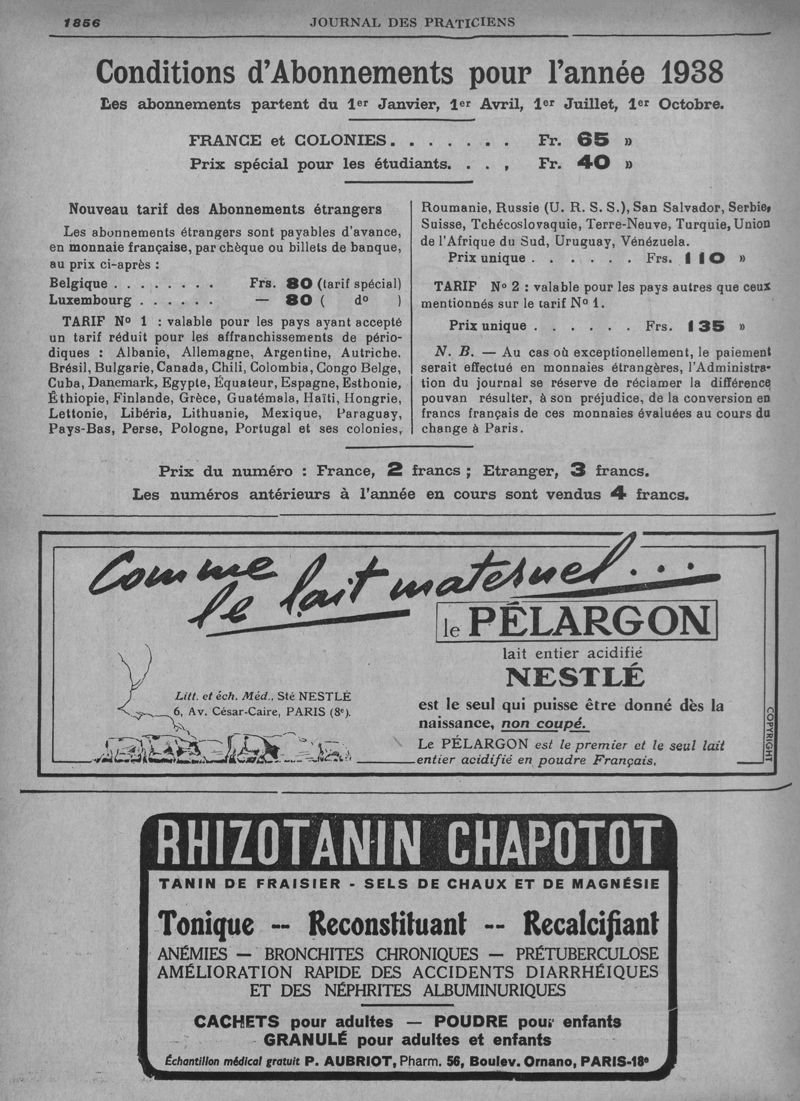 1856
JOURNAL DES PRATICIENS
Conditions d'Abonnements pour l'année 1938
Les abonnements partent du 1er Janvier, 1er Avril, 1er Juillet, 1er Octobre.
FRANCE et COLONIES. . . . . . . Fr. 65 »
Prix spécial pour les étudiants. . . , Fr. 40 »
Nouveau tarif des Abonnements étrangers
Les abonnements étrangers sont payables d'avance,
en monnaie française, par chèque ou billets de banque,
au prix ci-après :
Belgique . . . . . . . . Frs. 80 (tarif spécial)
Luxembourg . . . . . . — 80 ( do )
TARIF No 1 : valable pour les pays ayant accepté
un tarif réduit pour les affranchissements de pério-
diques : Albanie, Allemagne, Argentine, Autriche.
Brésil, Bulgarie, Canada, Chili, Colombia, Congo Belge,
Cuba, Danemark, Egypte, Équateur, Espagne, Esthonie,
Éthiopie, Finlande, Grèce, Guatémala, Haïti, Hongrie,
Lettonie, Libéria, Lithuanie, Mexique, Paraguay,
Pays-Bas, Perse, Pologne, Portugal et ses colonies,
Roumanie, Russie (U. R. S. S.), San Salvador, Serbie,
Suisse, Tchécoslovaquie, Terre-Neuve, Turquie, Union
de l'Afrique du Sud, Uruguay, Vénézuela.
Prix unique . . . . . . Frs. 110 »
TARIF No 2 : valable pour les pays autres que ceux
mentionnés sur le tarif No 1.
Prix unique . . . . . . Frs. 135 »
N. B. — Au cas où exceptionellement, le paiement
serait effectué en monnaies étrangères, l'Administra-
tion du journal se réserve de réclamer la différence
pouvan résulter, à son préjudice, de la conversion en
francs français de ces monnaies évaluées au cours du
change à Paris.
Prix du numéro : France, 2 francs ; Etranger, 3 francs.
Les numéros antérieurs à l'année en cours sont vendus 4 francs.
Comme
le lait maternel...
le PÉLARGON
lait entier acidifié
NESTLÉ
est le seul qui puisse être donné dès la
naissance, non coupé.
Le PÉLARGON est le premier et le seul lait
entier acidifié en poudre Français.
Litt. et éch. Méd., Sté NESTLÉ
6, Av. César-Caire, PARIS (8e).
COPYRIGHT
RHIZOTANIN CHAPOTOT
TANIN DE FRAISIER - SELS DE CHAUX ET DE MAGNÉSIE
Tonique -- Reconstituant -- Recalcifiant
ANÉMIES — BRONCHITES CHRONIQUES — PRÉTUBERCULOSE
AMÉLIORATION RAPIDE DES ACCIDENTS DIARRHÉIQUES
ET DES NÉPHRITES ALBUMINURIQUES
CACHETS pour adultes — POUDRE pour enfants
GRANULÉ pour adultes et enfants
Échantillon médical gratuit P. AUBRIOT, Pharm. 56, Boulev. Ornano, PARIS-18e